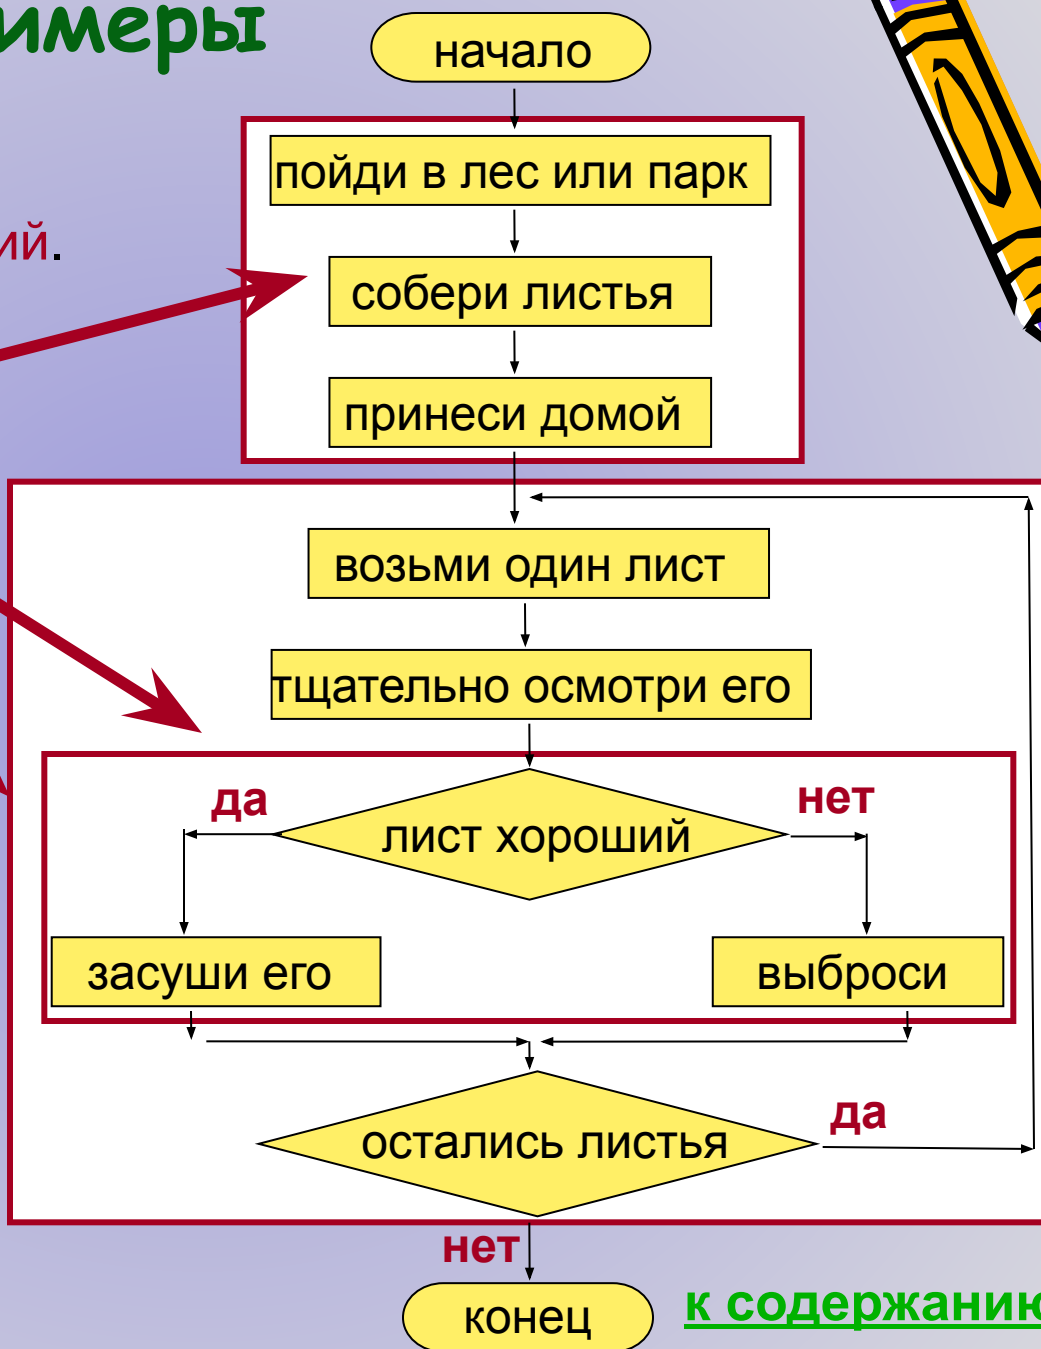 имеры
начало
пойди в лес или парк
ий.
собери листья
принеси домой
возьми один лист
тщательно осмотри его
да
нет
лист хороший
засуши его
выброси
да
остались листья
нет
конец
к содержанию